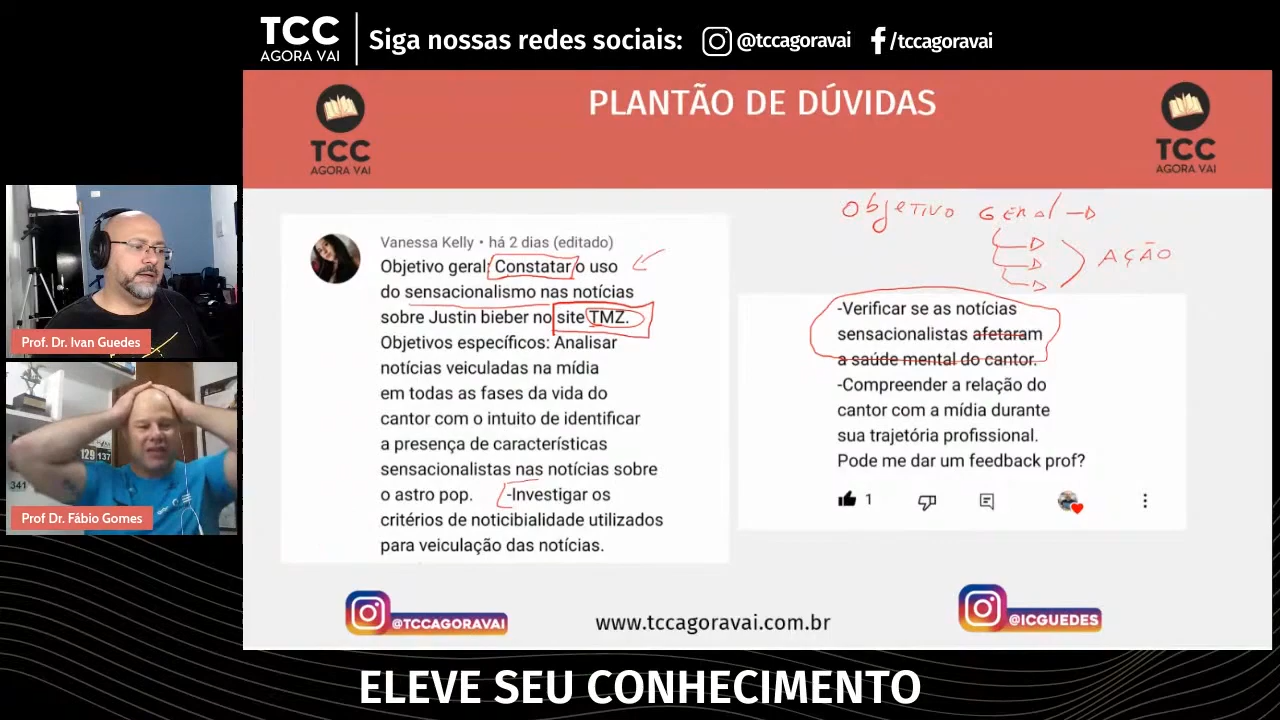 TCC
AGORA VAI
Siga nossas redes sociais:
@tccagoravai
/tccagoravai
TCC
AGORA VAI
PLANTÃO DE DÚVIDAS
TCC
AGORA VAI
Prof. Dr. Ivan Guedes
129
137
341
Prof Dr. Fábio Gomes
Vanessa Kelly • há 2 dias (editado)
Objetivo geral: Constatar o uso
do sensacionalismo nas notícias
sobre Justin bieber no site TMZ.
Objetivos específicos: Analisar
notícias veiculadas na mídia
em todas as fases da vida do
cantor com o intuito de identificar
a presença de características
sensacionalistas nas notícias sobre
o astro pop. -Investigar os
critérios de noticibialidade utilizados
para veiculação das notícias.
Objetivo Geral
AÇÃO
-Verificar se as notícias
sensacionalistas afetaram
a saúde mental do cantor.
-Compreender a relação do
cantor com a mídia durante
sua trajetória profissional.
Pode me dar um feedback prof?
1
@TCCAGORAVAI
www.tccagoravai.com.br
@ICGUEDES
ELEVE SEU CONHECIMENTO